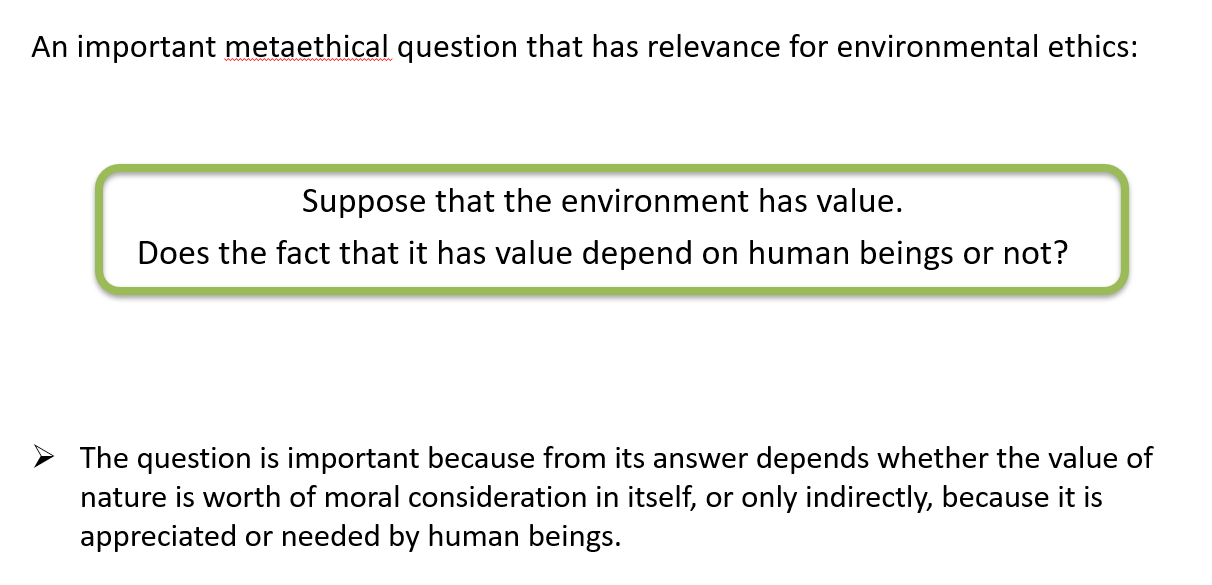 An important metaethical question that has relevance for environmental ethics:
Suppose that the environment has value.
Does the fact that it has value depend on human beings or not?
➢ The question is important because from its answer depends whether the value of
nature is worth of moral consideration in itself, or only indirectly, because it is
appreciated or needed by human beings.